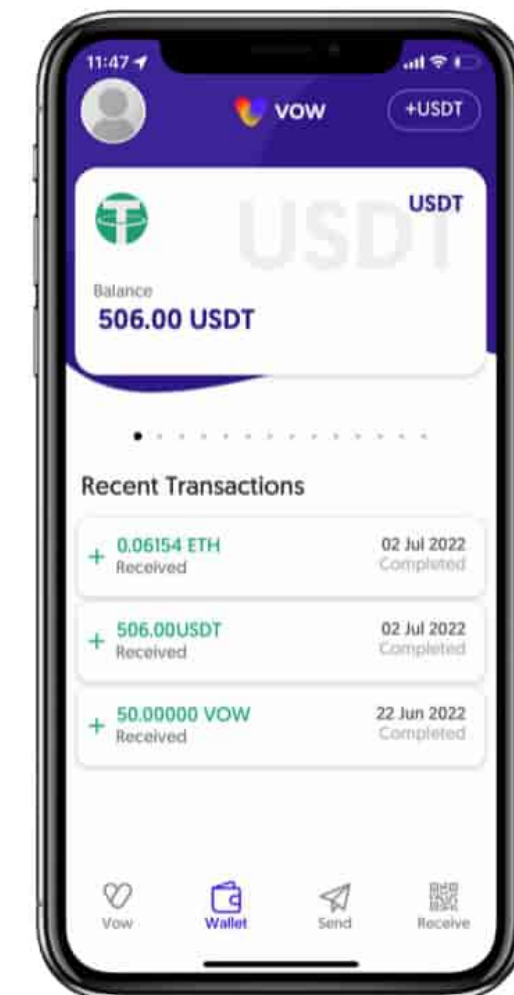 11:47
VOW
+USDT
USDT
USDT
Balance
506.00 USDT
Recent Transactions
+ 0.06154 ETH
Received
02 Jul 2022
Completed
+ 506.00USDT
Received
02 Jul 2022
Completed
+ 50.00000 VOW
Received
22 Jun 2022
Completed
Vow
Wallet
Send
Receive